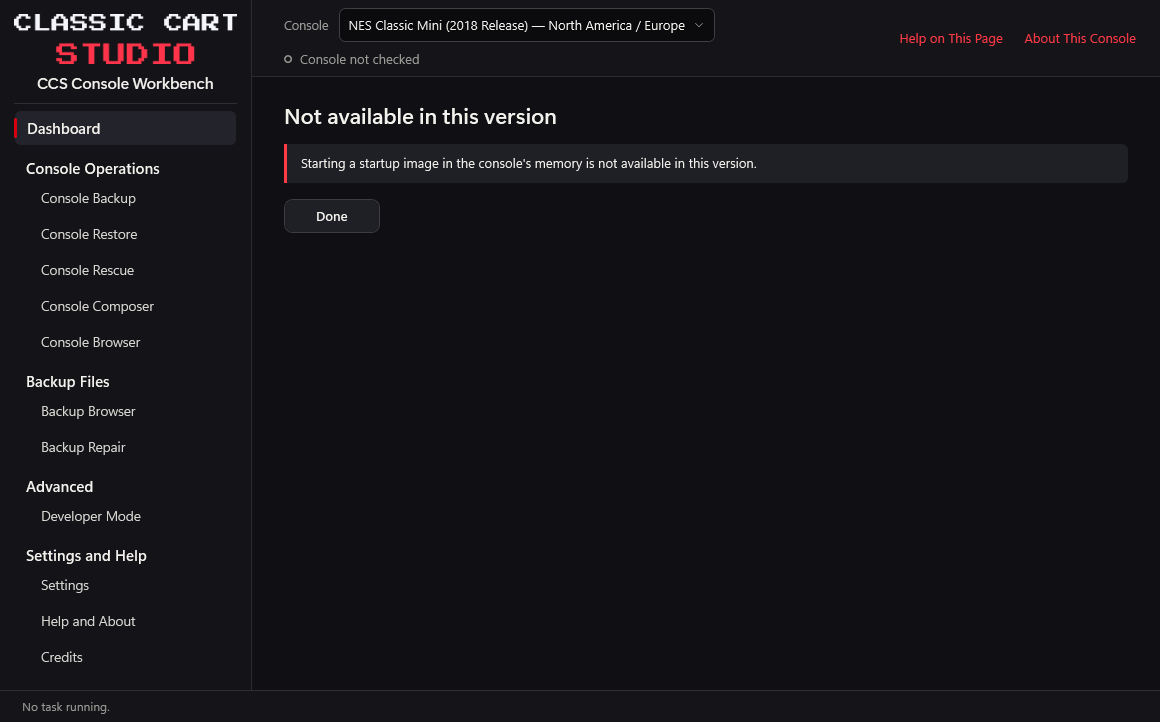 CLASSIC CART
STUDIO
CCS Console Workbench
Dashboard
Console Operations
Console Backup
Console Restore
Console Rescue
Console Composer
Console Browser
Backup Files
Backup Browser
Backup Repair
Advanced
Developer Mode
Settings and Help
Settings
Help and About
Credits
Console
NES Classic Mini (2018 Release) — North America / Europe
Console not checked
Help on This Page
About This Console
Not available in this version
Starting a startup image in the console's memory is not available in this version.
Done
No task running.